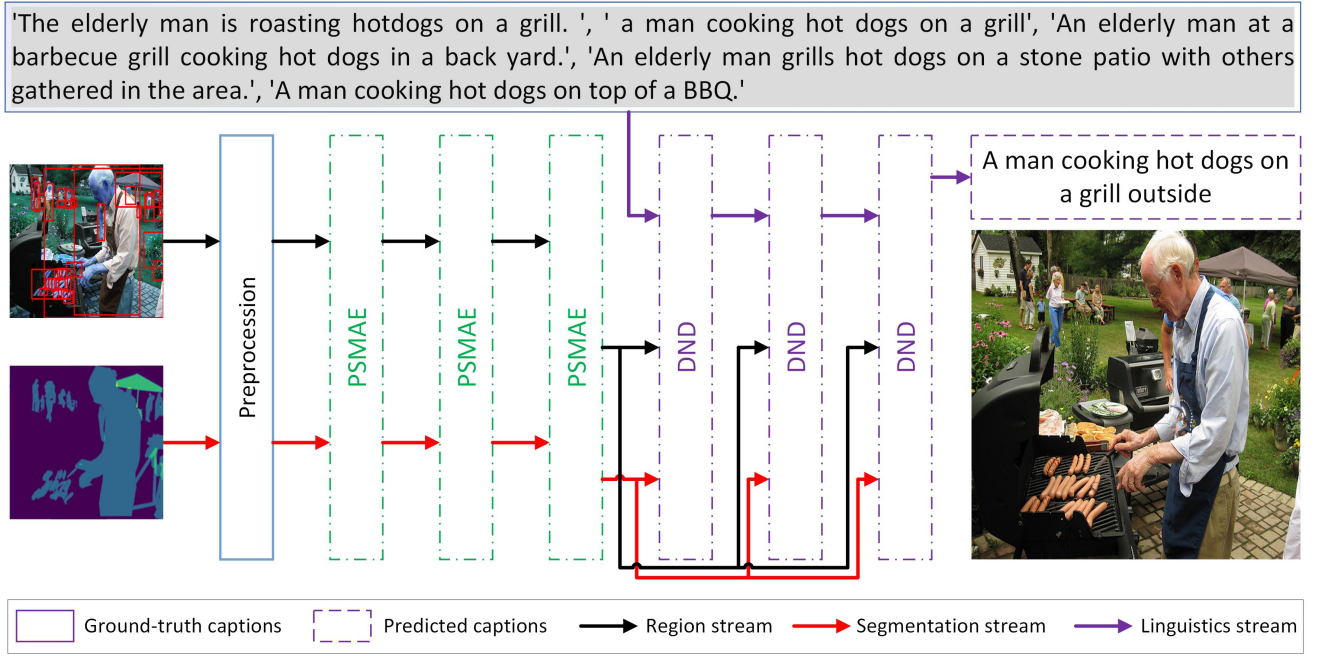 'The elderly man is roasting hotdogs on a grill. ', ' a man cooking hot dogs on a grill', 'An elderly man at a
barbecue grill cooking hot dogs in a back yard.', 'An elderly man grills hot dogs on a stone patio with others
gathered in the area.', 'A man cooking hot dogs on top of a BBQ.'
A man cooking hot dogs on
a grill outside
Preprocession
PSMAE
PSMAE
PSMAE
DND
DND
DND
Ground-truth captions
Predicted captions
Region stream
Segmentation stream
Linguistics stream